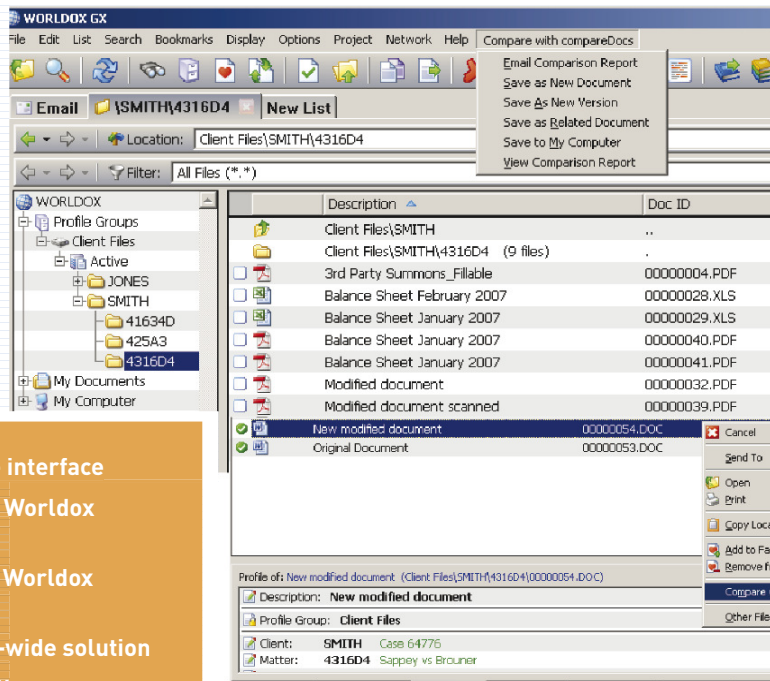 WORLDOX GX
File Edit List Search Bookmarks Display Options Project Network Help Compare with compareDocs
Email Comparison Report
Save as New Document
Save As New Version
Save as Related Document
Save to My Computer
View Comparison Report
Email \SMITH\4316D4 New List
Location: Client Files\SMITH\4316D4
Filter: All Files (*.*)
WORLDOX
Profile Groups
Client Files
Active
JONES
SMITH
41634D
425A3
4316D4
My Documents
My Computer
Description Doc ID
Client Files\SMITH ..
Client Files\SMITH\4316D4 (9 files) .
3rd Party Summons_Fillable 00000004.PDF
Balance Sheet February 2007 00000028.XLS
Balance Sheet January 2007 00000029.XLS
Balance Sheet January 2007 00000040.PDF
Balance Sheet January 2007 00000041.PDF
Modified document 00000032.PDF
Modified document scanned 00000039.PDF
New modified document 00000054.DOC
Original Document 00000053.DOC
Cancel
Send To
Open
Print
Copy Loca
Add to Fa
Remove f
Compare
Other File
Profile of: New modified document (Client Files\SMITH\4316D4\00000054.DOC)
Description: New modified document
Profile Group: Client Files
Client: SMITH Case 64776
Matter: 4316D4 Sappey vs Brouner
interface
Worldox
Worldox
-wide solution